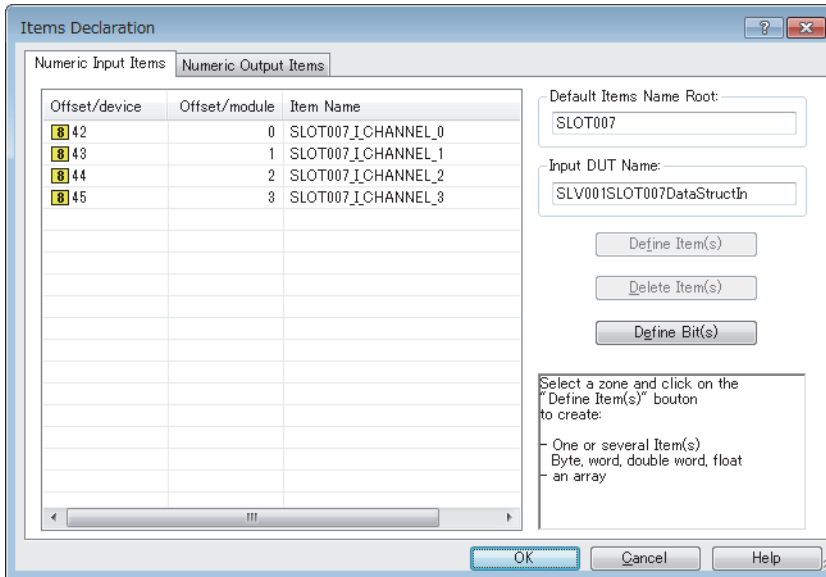 Items Declaration
Numeric Input Items Numeric Output Items
Offset/device Offset/module Item Name
8 42 0 SLOT007_I_CHANNEL_0
8 43 1 SLOT007_I_CHANNEL_1
8 44 2 SLOT007_I_CHANNEL_2
8 45 3 SLOT007_I_CHANNEL_3
Default Items Name Root:
SLOT007
Input DUT Name:
SLV001SLOT007DataStructIn
Define Item(s)
Delete Item(s)
Define Bit(s)
Select a zone and click on the
"Define Item(s)" bouton
to create:
- One or several Item(s)
Byte, word, double word, float
- an array
OK Cancel Help